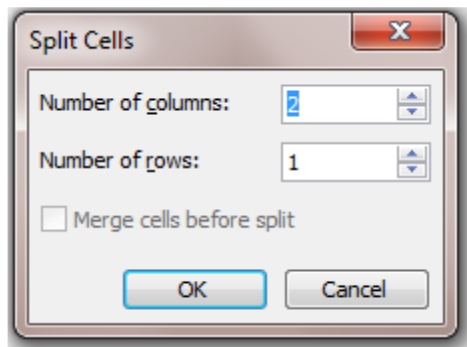 Split Cells
Number of columns: 2
Number of rows: 1
Merge cells before split
OK Cancel